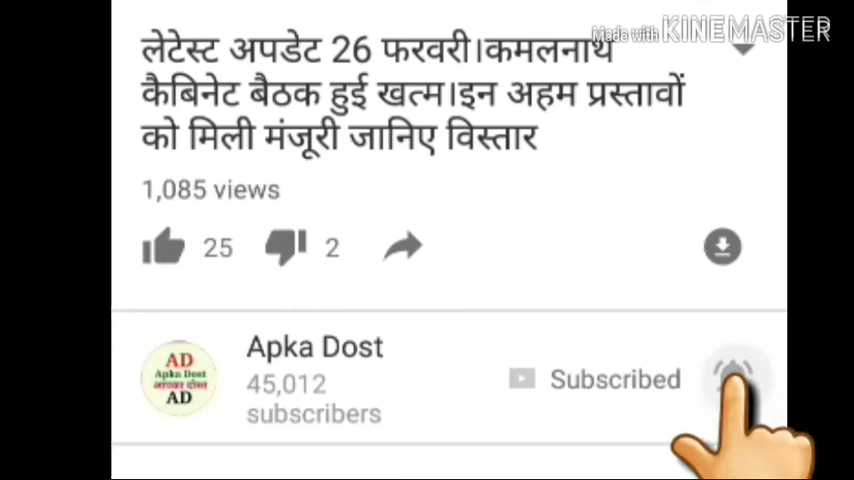 Made with KINEMASTER
लेटेस्ट अपडेट 26 फरवरी।कमलनाथ
कैबिनेट बैठक हुई खत्म।इन अहम प्रस्तावों
को मिली मंजूरी जानिए विस्तार
1,085 views
25
2
AD
Apka Dost
आपका दोस्त
AD
Apka Dost
45,012
subscribers
Subscribed